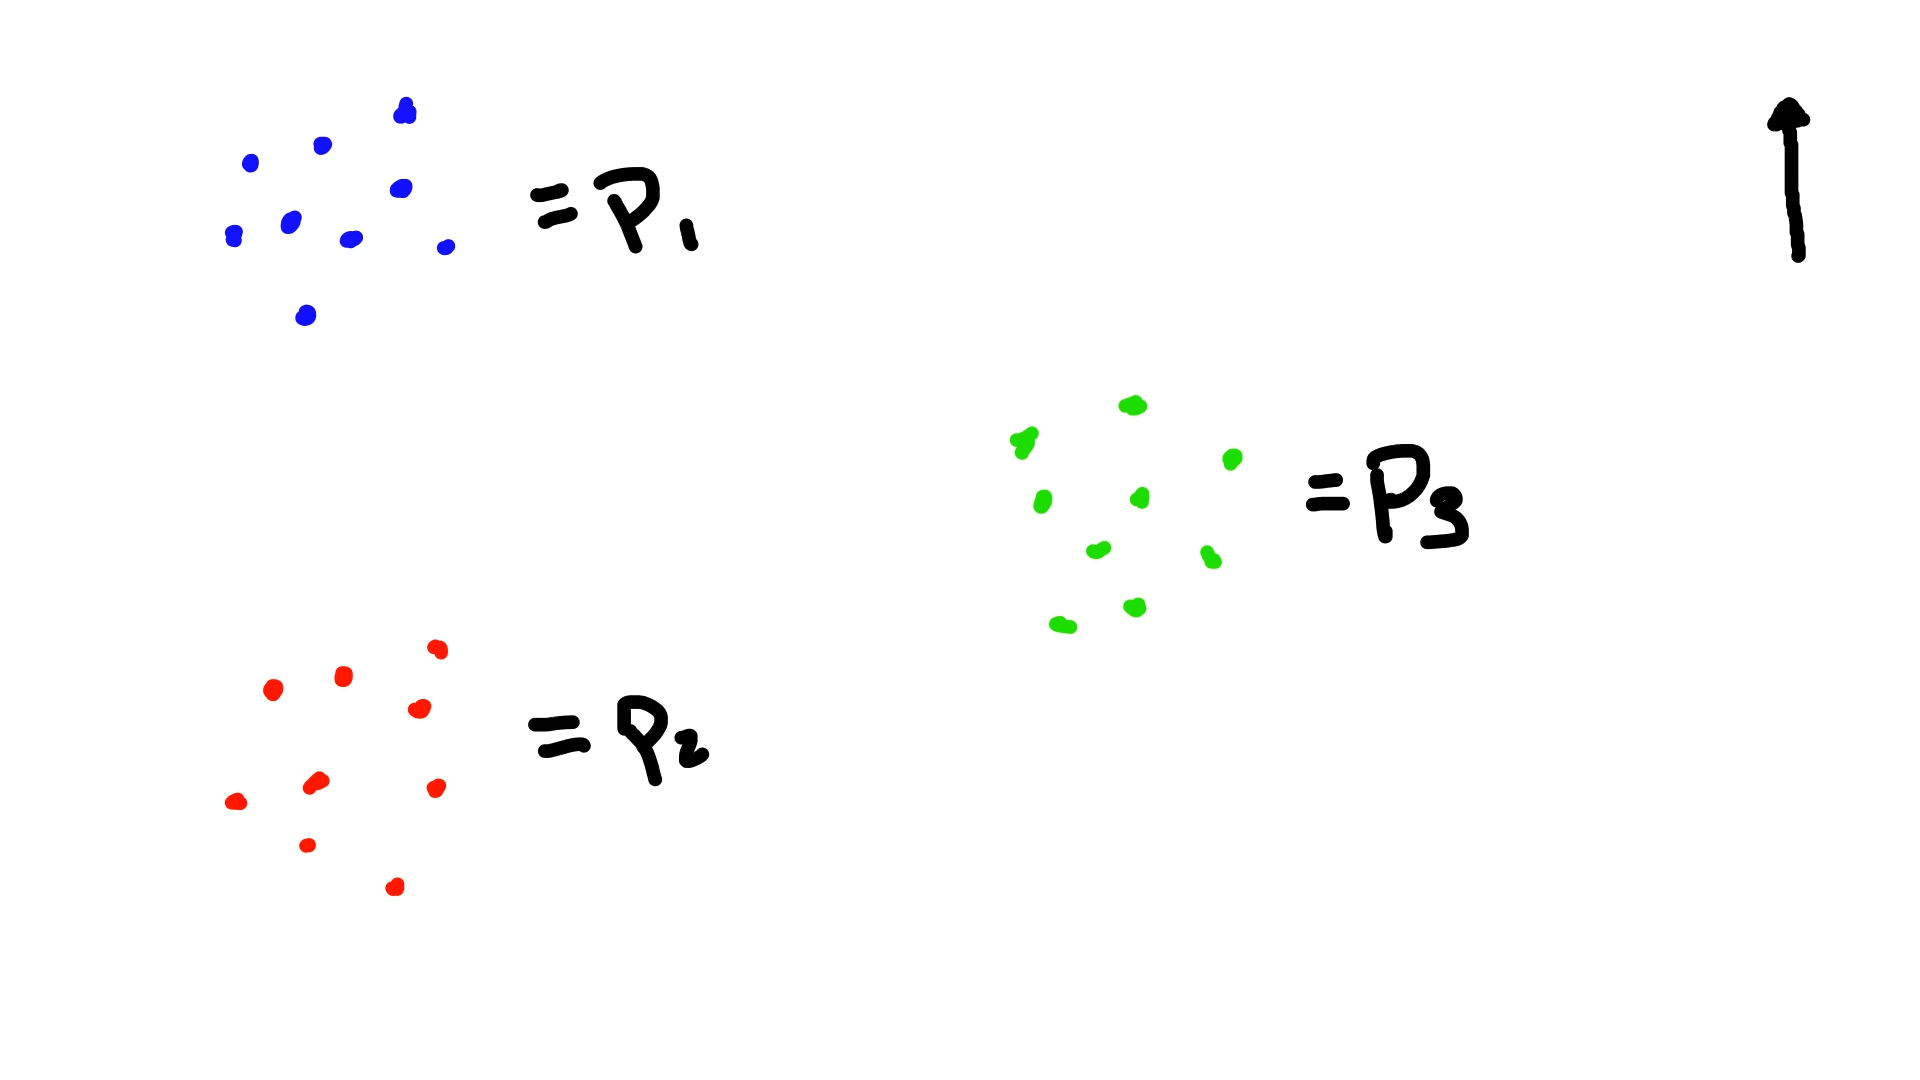 = P₁
= P₃
= P₂